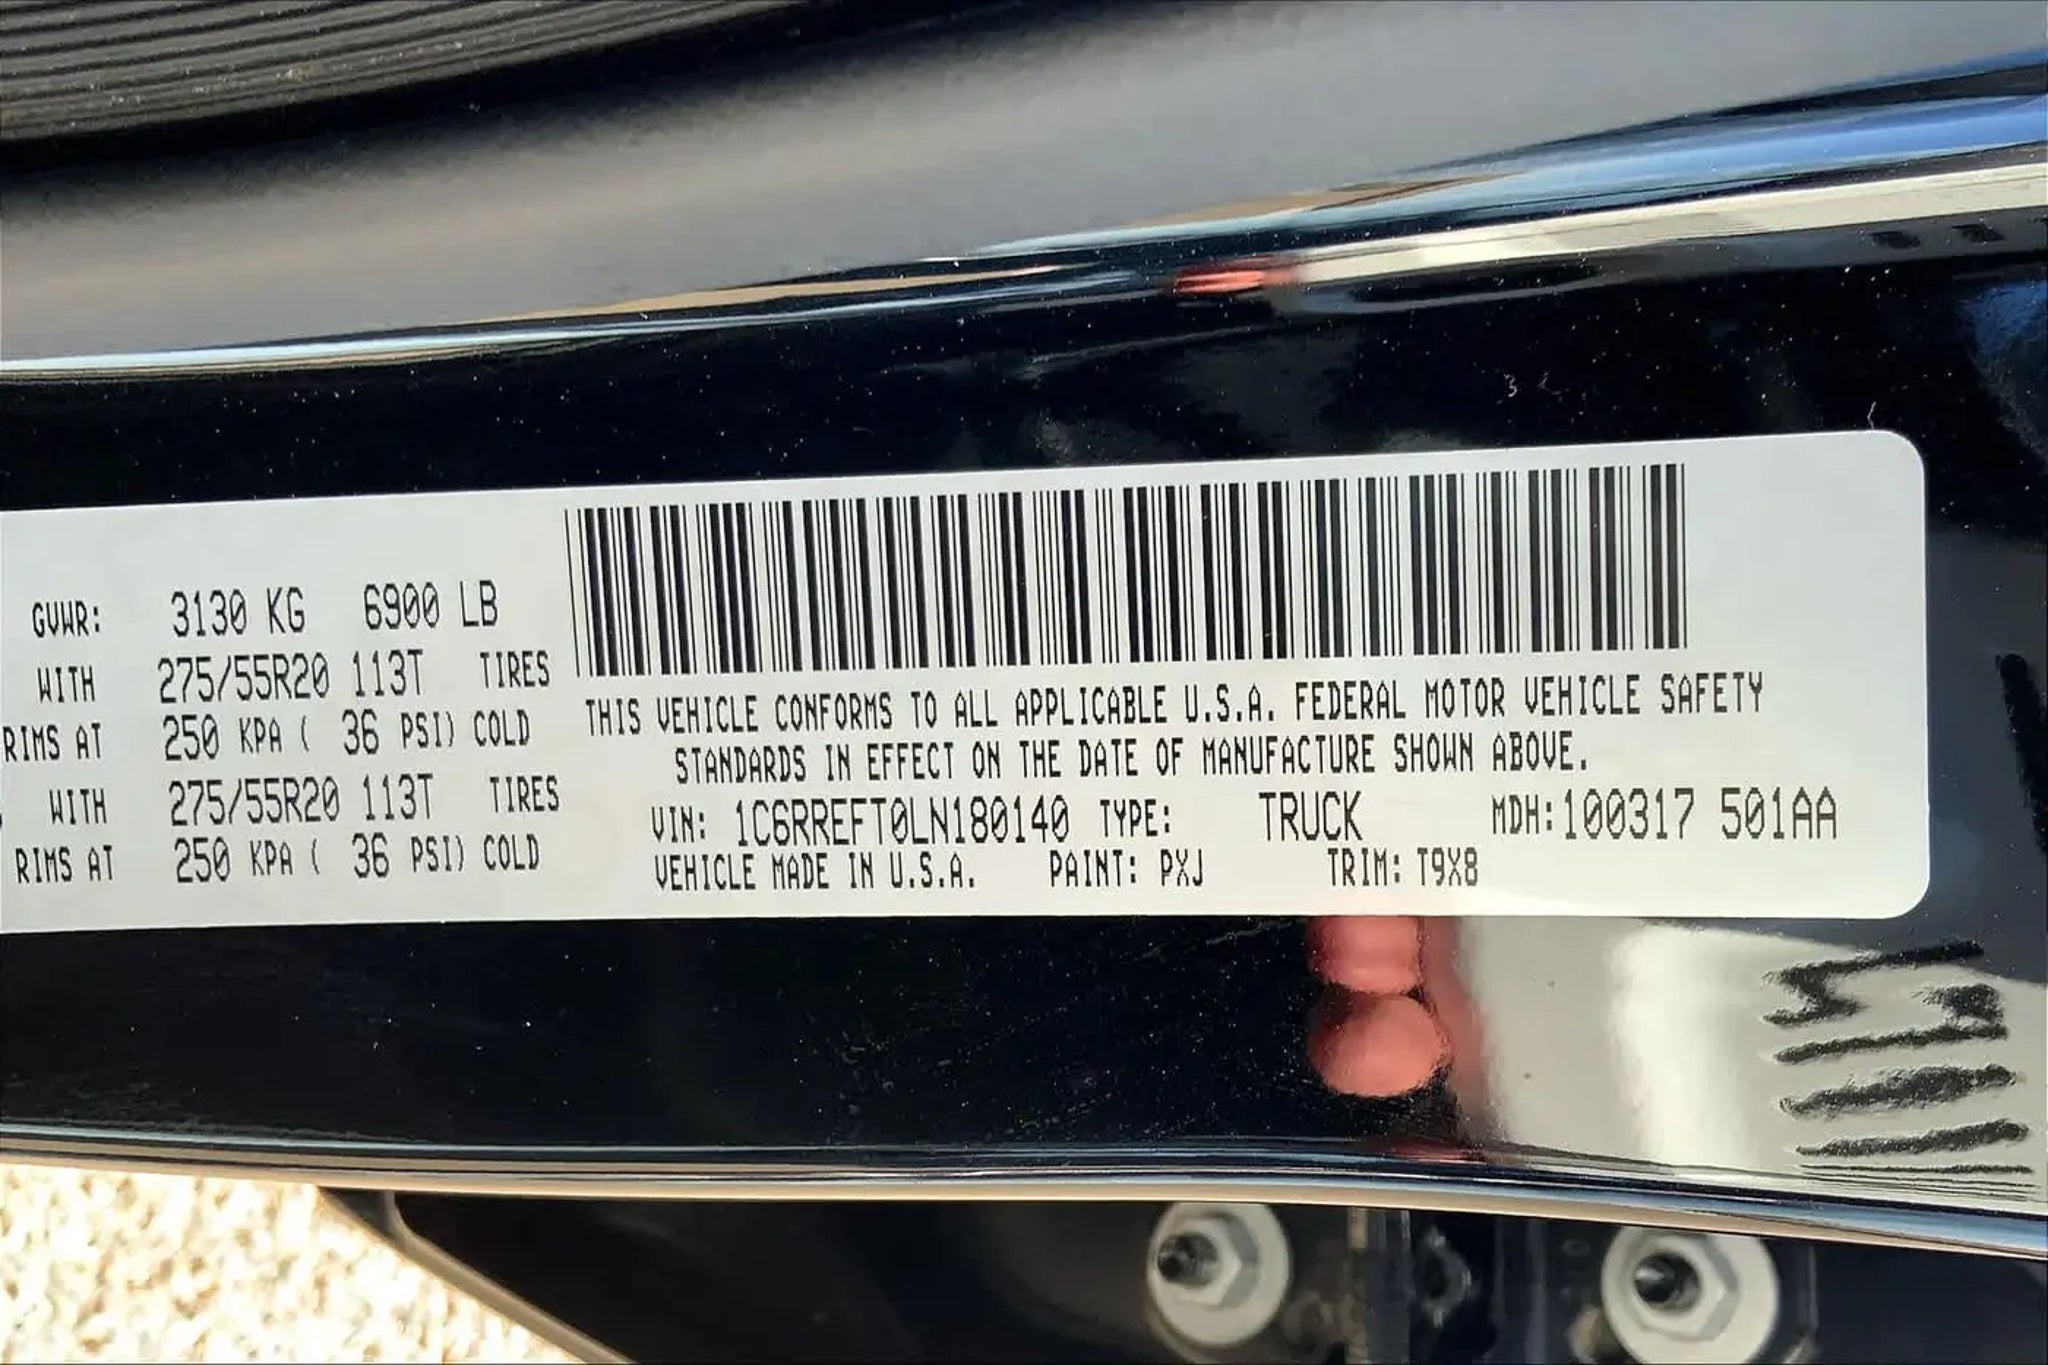 GVWR: 3130 KG 6900 LB
WITH 275/55R20 113T TIRES
RIMS AT 250 KPA ( 36 PSI) COLD
WITH 275/55R20 113T TIRES
RIMS AT 250 KPA ( 36 PSI) COLD
THIS VEHICLE CONFORMS TO ALL APPLICABLE U.S.A. FEDERAL MOTOR VEHICLE SAFETY
STANDARDS IN EFFECT ON THE DATE OF MANUFACTURE SHOWN ABOVE.
VIN: 1C6RREFT0LN180140 TYPE: TRUCK MDH:100317 501AA
VEHICLE MADE IN U.S.A. PAINT: PXJ TRIM: T9X8